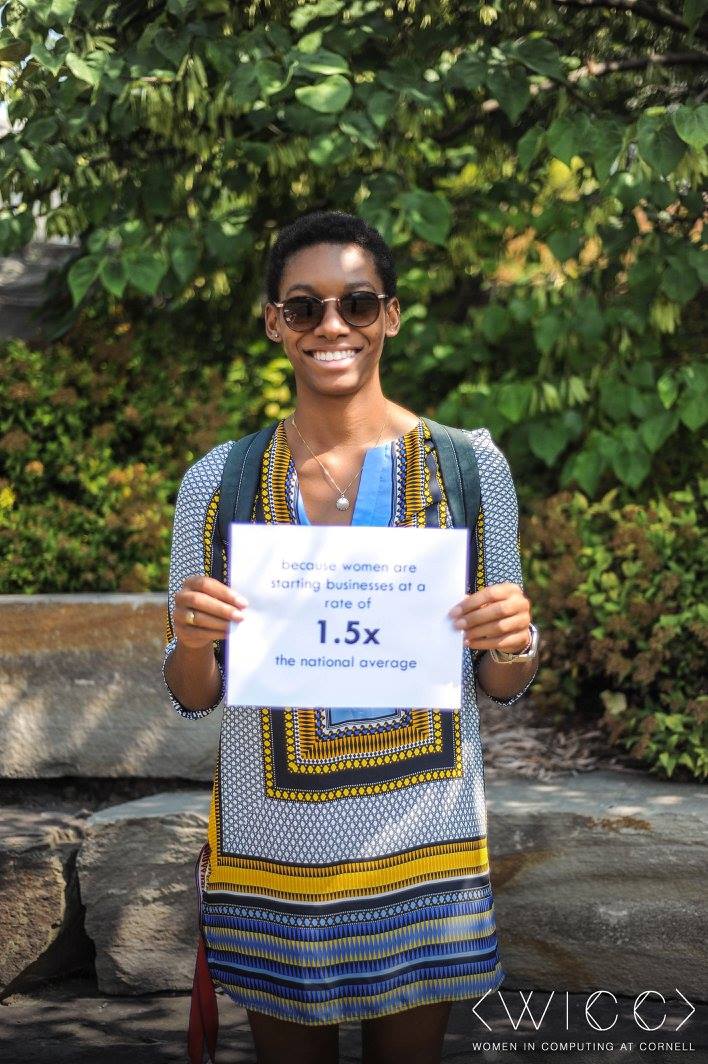 because women are
starting businesses at a
rate of
1.5x
the national average
<WICC>
WOMEN IN COMPUTING AT CORNELL